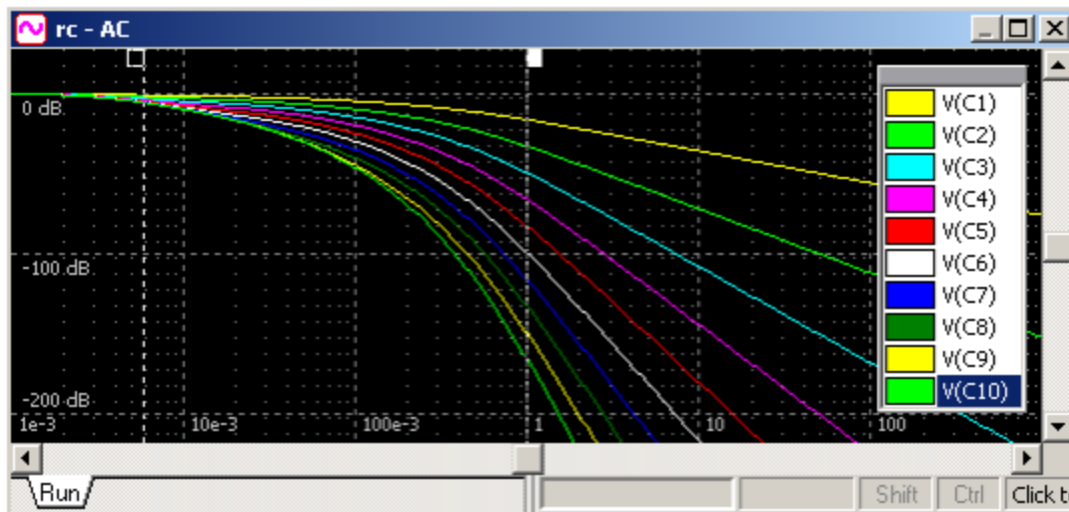 rc - AC
0 dB.
-100 dB.
-200 dB.
1e-3
10e-3
100e-3
1
10
100
V(C1)
V(C2)
V(C3)
V(C4)
V(C5)
V(C6)
V(C7)
V(C8)
V(C9)
V(C10)
Run
Shift
Ctrl
Click t